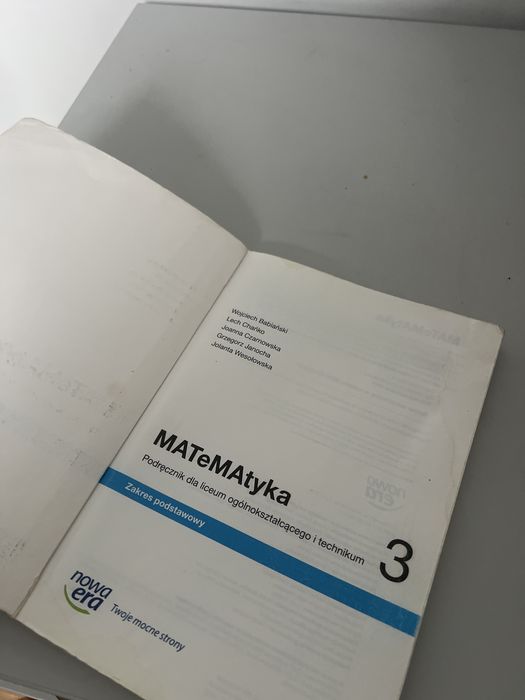 Wojciech Babiański
Lech Chańko
Joanna Czarnowska
Grzegorz Janocha
Jolanta Wesołowska
MATeMAtyka
Podręcznik dla liceum ogólnokształcącego i technikum
3
Zakres podstawowy
nowa
era
Twoje mocne strony